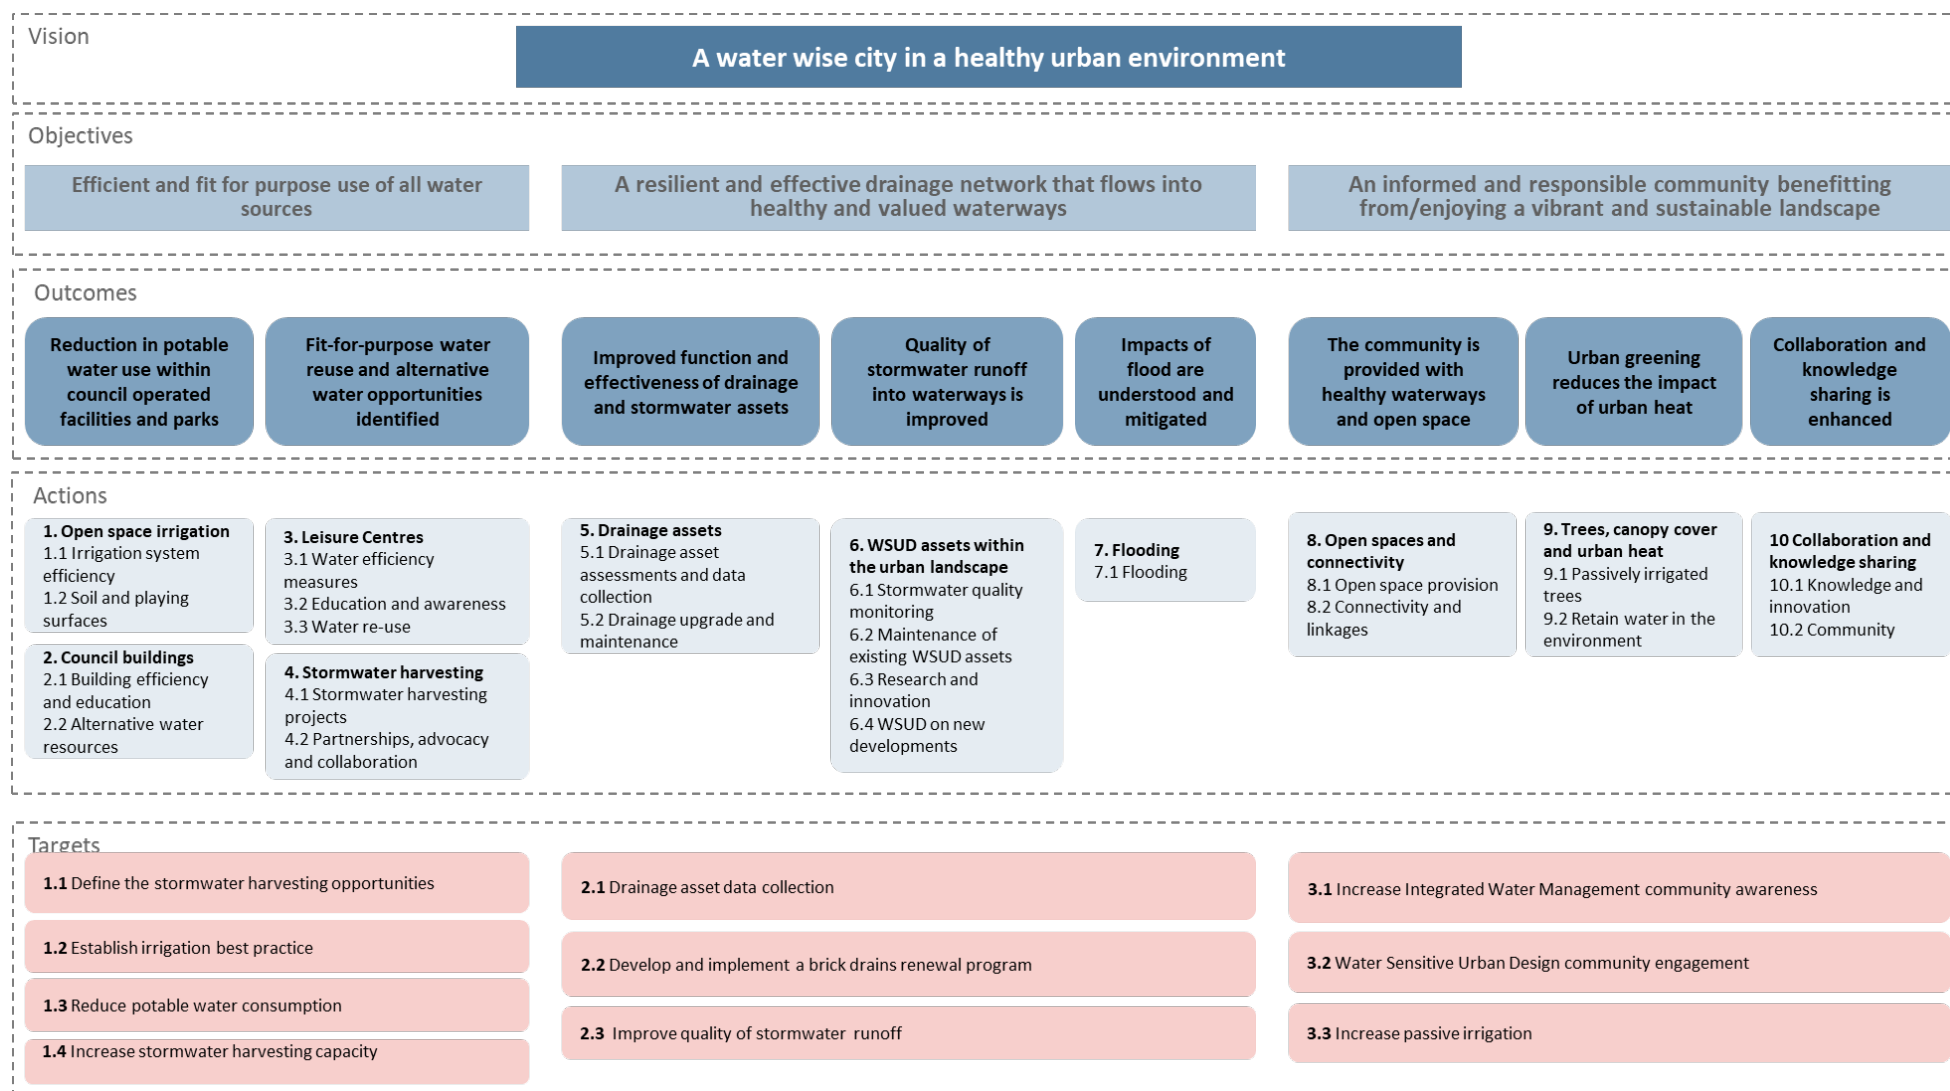 Vision
A water wise city in a healthy urban environment
Objectives
Efficient and fit for purpose use of all water
sources
A resilient and effective drainage network that flows into
healthy and valued waterways
An informed and responsible community benefitting
from/enjoying a vibrant and sustainable landscape
Outcomes
Reduction in potable
water use within
council operated
facilities and parks
Fit-for-purpose water
reuse and alternative
water opportunities
identified
Improved function and
effectiveness of drainage
and stormwater assets
Quality of
stormwater runoff
into waterways is
improved
Impacts of
flood are
understood and
mitigated
The community is
provided with
healthy waterways
and open space
Urban greening
reduces the impact
of urban heat
Collaboration and
knowledge
sharing is
enhanced
Actions
1. Open space irrigation
1.1 Irrigation system
efficiency
1.2 Soil and playing
surfaces
2. Council buildings
2.1 Building efficiency
and education
2.2 Alternative water
resources
3. Leisure Centres
3.1 Water efficiency
measures
3.2 Education and awareness
3.3 Water re-use
4. Stormwater harvesting
4.1 Stormwater harvesting
projects
4.2 Partnerships, advocacy
and collaboration
5. Drainage assets
5.1 Drainage asset
assessments and data
collection
5.2 Drainage upgrade and
maintenance
6. WSUD assets within
the urban landscape
6.1 Stormwater quality
monitoring
6.2 Maintenance of
existing WSUD assets
6.3 Research and
innovation
6.4 WSUD on new
developments
7. Flooding
7.1 Flooding
8. Open spaces and
connectivity
8.1 Open space provision
8.2 Connectivity and
linkages
9. Trees, canopy cover
and urban heat
9.1 Passively irrigated
trees
9.2 Retain water in the
environment
10 Collaboration and
knowledge sharing
10.1 Knowledge and
innovation
10.2 Community
Targets
1.1 Define the stormwater harvesting opportunities
1.2 Establish irrigation best practice
1.3 Reduce potable water consumption
1.4 Increase stormwater harvesting capacity
2.1 Drainage asset data collection
2.2 Develop and implement a brick drains renewal program
2.3 Improve quality of stormwater runoff
3.1 Increase Integrated Water Management community awareness
3.2 Water Sensitive Urban Design community engagement
3.3 Increase passive irrigation